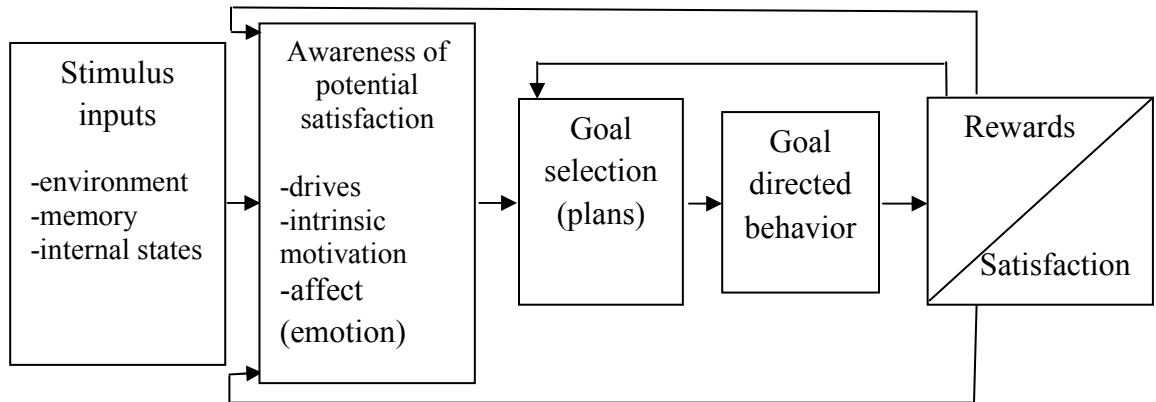 Stimulus
inputs
-environment
-memory
-internal states
Awareness of
potential
satisfaction
-drives
-intrinsic
motivation
-affect
(emotion)
Goal
selection
(plans)
Goal
directed
behavior
Rewards
Satisfaction